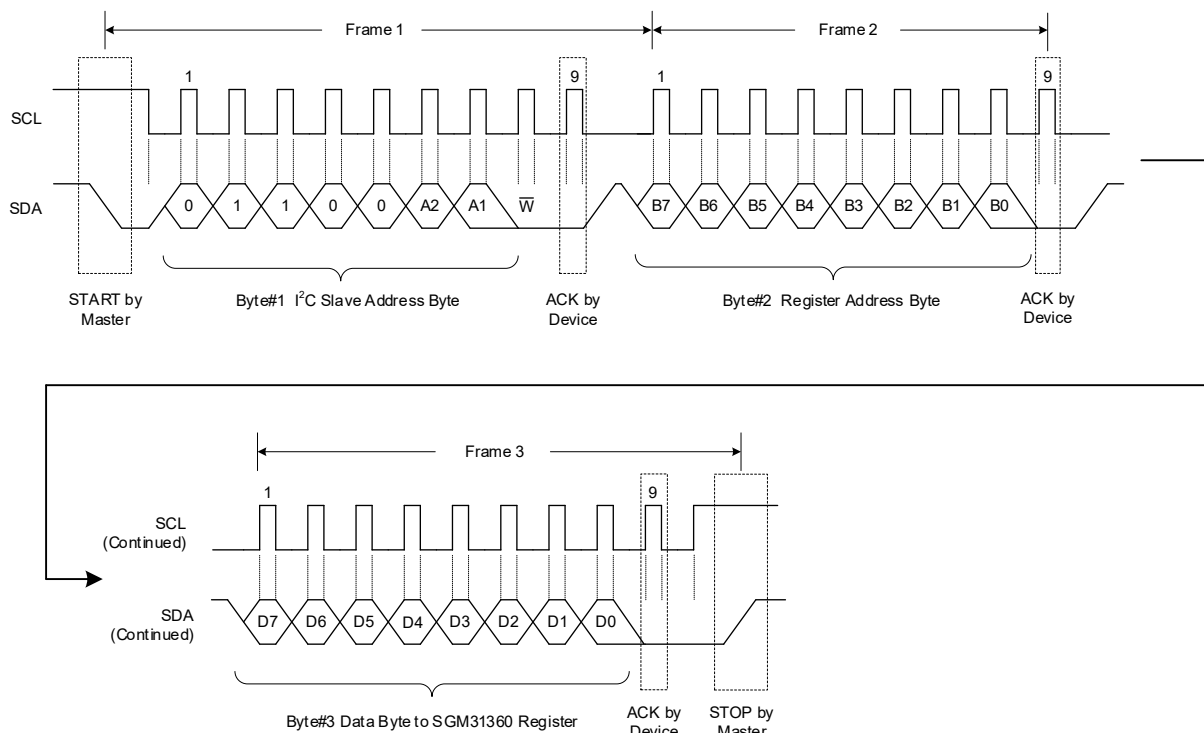 Frame 1 Frame 2
1 9 1 9
SCL
SDA 0 1 1 0 0 A2 A1 W̅ B7 B6 B5 B4 B3 B2 B1 B0
START by
Master
Byte#1 I²C Slave Address Byte
ACK by
Device
Byte#2 Register Address Byte
ACK by
Device
Frame 3
1 9
SCL
(Continued)
SDA
(Continued)
D7 D6 D5 D4 D3 D2 D1 D0
Byte#3 Data Byte to SGM31360 Register
ACK by
Device
STOP by
Master